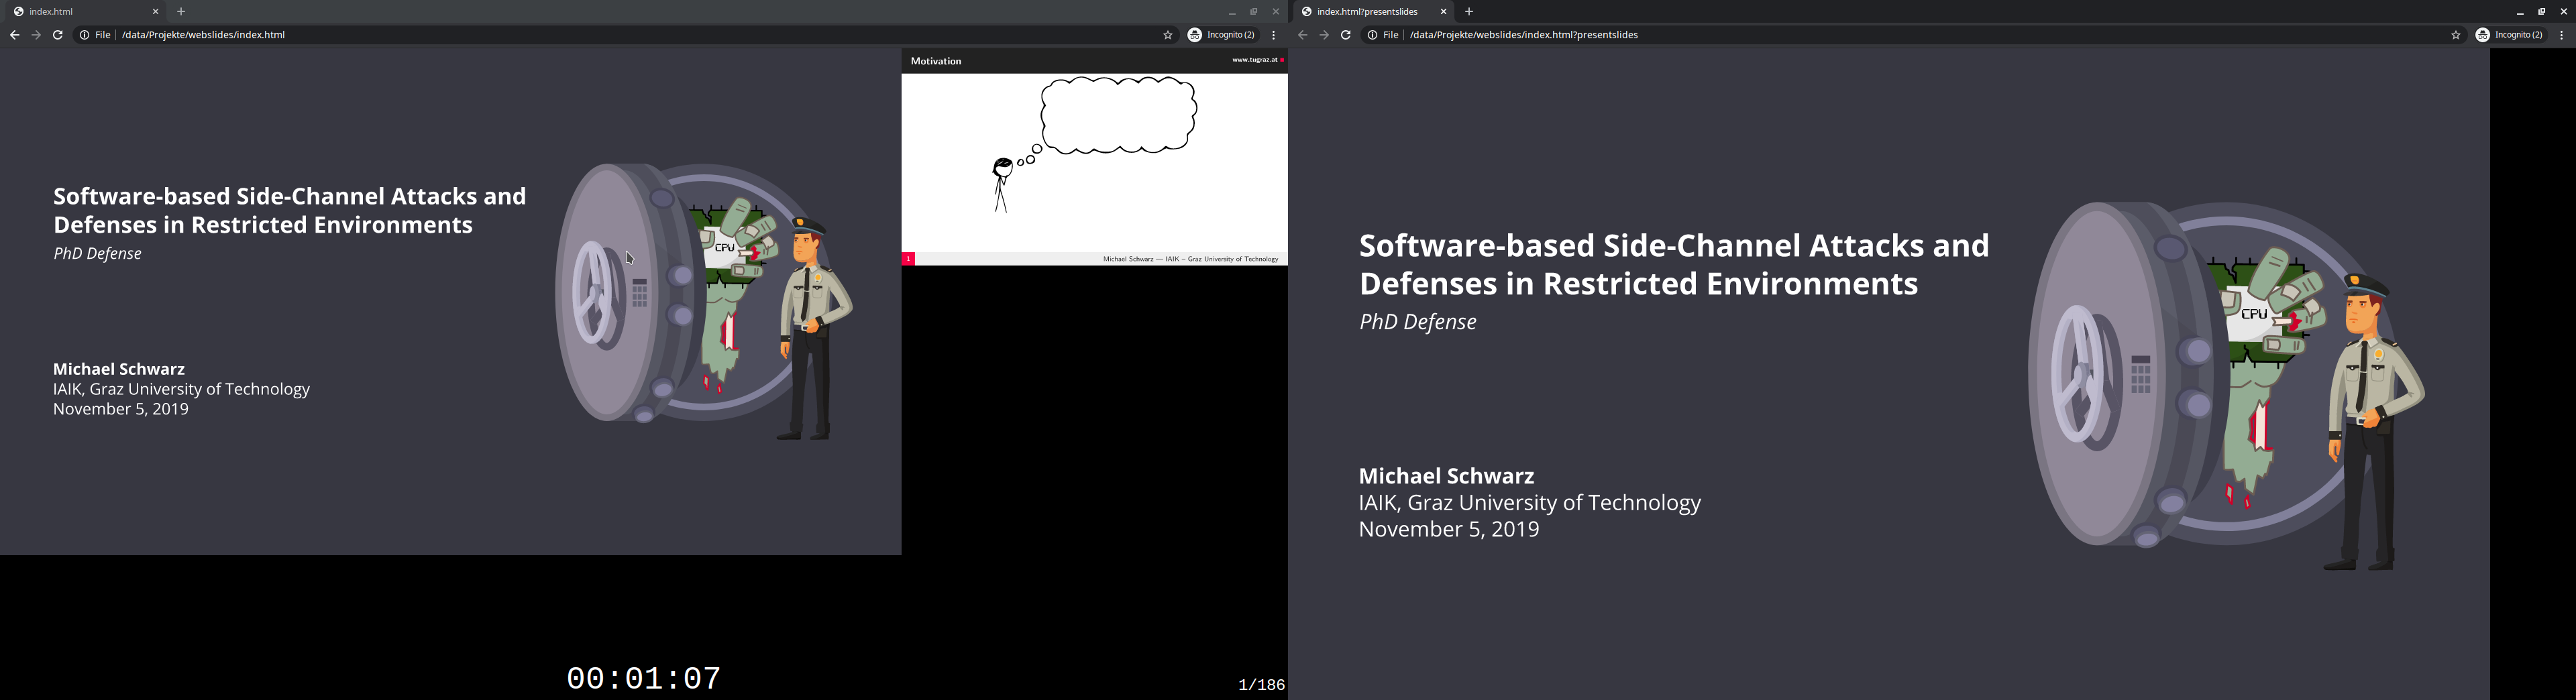 index.html
File
/data/Projekte/webslides/index.html
Incognito (2)
Software-based Side-Channel Attacks and
Defenses in Restricted Environments
PhD Defense
CPU
Michael Schwarz
IAIK, Graz University of Technology
November 5, 2019
Motivation
www.tugraz.at
1
Michael Schwarz — IAIK – Graz University of Technology
00:01:07
1/186
index.html?presentslides
File
/data/Projekte/webslides/index.html?presentslides
Incognito (2)
Software-based Side-Channel Attacks and
Defenses in Restricted Environments
PhD Defense
CPU
Michael Schwarz
IAIK, Graz University of Technology
November 5, 2019